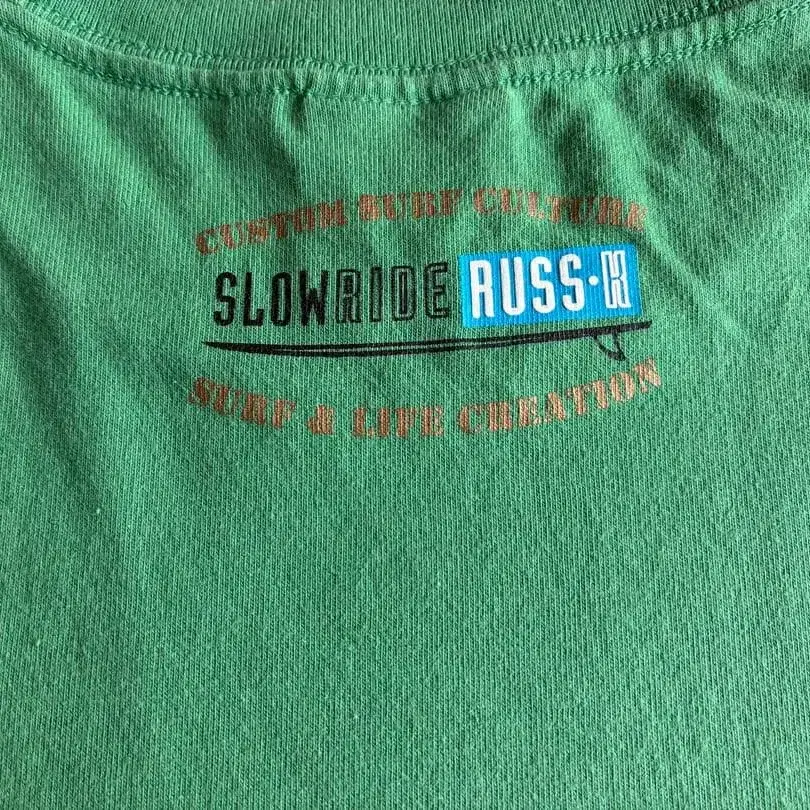 CUSTOM SURF CULTURE
SLOWRIDE RUSS·K
SURF & LIFE CREATION